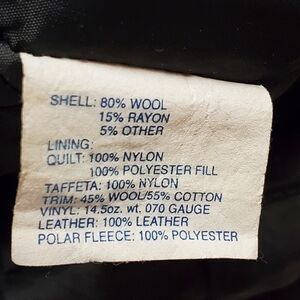 SHELL: 80% WOOL
15% RAYON
5% OTHER
LINING:
QUILT: 100% NYLON
100% POLYESTER FILL
TAFFETA: 100% NYLON
TRIM: 45% WOOL/55% COTTON
VINYL: 14.5oz. wt. 070 GAUGE
LEATHER: 100% LEATHER
POLAR FLEECE: 100% POLYESTER